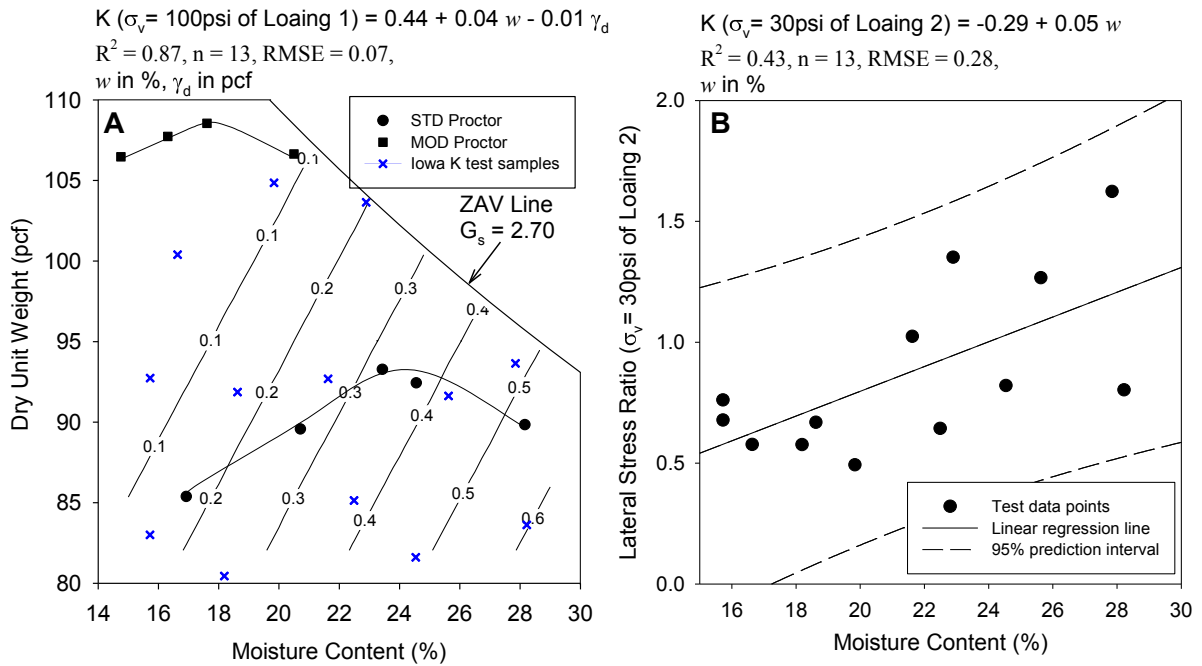 K (σv= 100psi of Loaing 1) = 0.44 + 0.04 w - 0.01 γd
R2 = 0.87, n = 13, RMSE = 0.07,
w in %, γd in pcf
A
STD Proctor
MOD Proctor
Iowa K test samples
ZAV Line
Gs = 2.70
0.1
0.1
0.1
0.1
0.2
0.2
0.2
0.3
0.3
0.3
0.4
0.4
0.4
0.5
0.5
0.6
Dry Unit Weight (pcf)
110
105
100
95
90
85
80
14 16 18 20 22 24 26 28 30
Moisture Content (%)
K (σv= 30psi of Loaing 2) = -0.29 + 0.05 w
R2 = 0.43, n = 13, RMSE = 0.28,
w in %
B
Lateral Stress Ratio (σv= 30psi of Loaing 2)
2.0
1.5
1.0
0.5
0.0
Test data points
Linear regression line
95% prediction interval
16 18 20 22 24 26 28 30
Moisture Content (%)